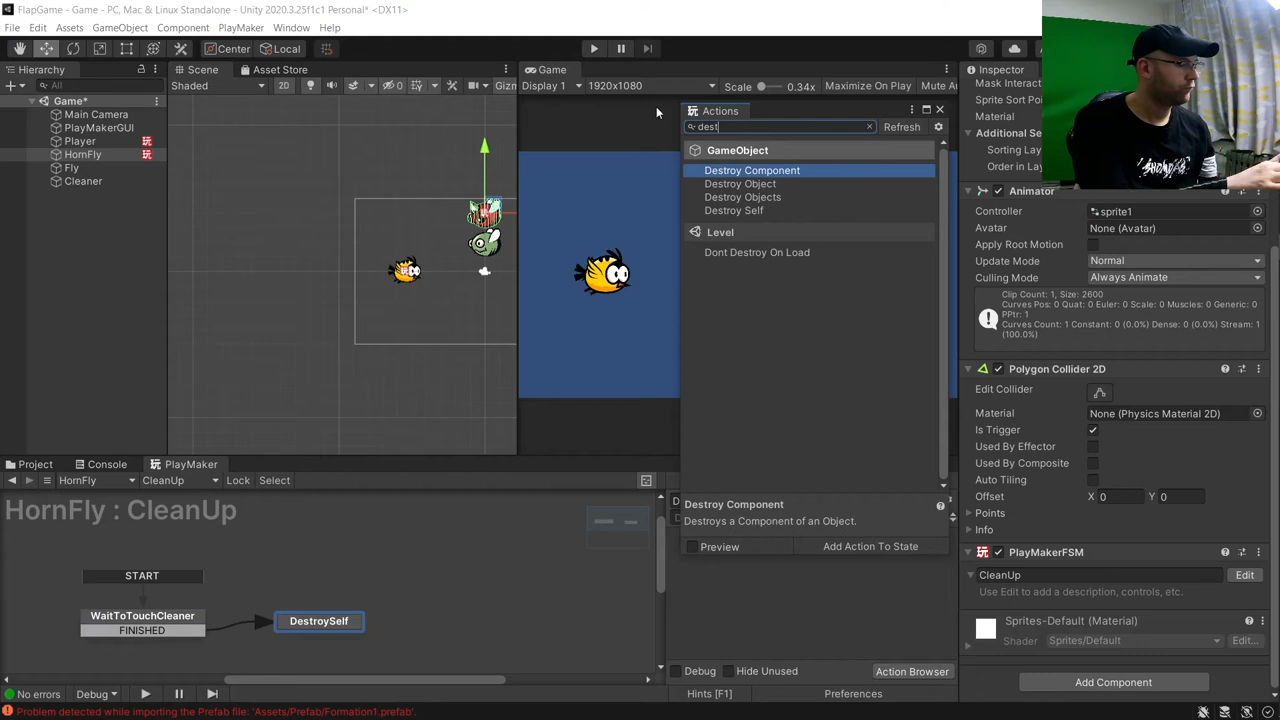 FlapGame - Game - PC, Mac & Linux Standalone - Unity 2020.3.25f1c1 Personal* <DX11>
File Edit Assets GameObject Component PlayMaker Window Help
Center Local
Hierarchy
Scene Asset Store
Game
Actions
Inspector
All
Shaded 2D 0 Gizm
Display 1 1920x1080 Scale 0.34x Maximize On Play Mute Au
Game*
Main Camera
PlayMakerGUI
Player
HornFly
Fly
Cleaner
dest Refresh
GameObject
Destroy Component
Destroy Object
Destroy Objects
Destroy Self
Level
Dont Destroy On Load
Destroy Component
Destroys a Component of an Object.
Preview Add Action To State
Mask Interact
Sprite Sort Poi
Material
Additional Se
Sorting Lay
Order in Lay
Animator
Controller sprite1
Avatar None (Avatar)
Apply Root Motion
Update Mode Normal
Culling Mode Always Animate
Clip Count: 1, Size: 2600
Curves Pos: 0 Quat: 0 Euler: 0 Scale: 0 Muscles: 0 Generic: 0
PPtr: 1
Curves Count: 1 Constant: 0 (0.0%) Dense: 0 (0.0%) Stream: 1
(100.0%)
Polygon Collider 2D
Edit Collider
Material None (Physics Material 2D)
Is Trigger
Used By Effector
Used By Composite
Auto Tiling
Offset X 0 Y 0
Points
Info
PlayMakerFSM
CleanUp Edit
Use Edit to add a description, controls, etc.
Sprites-Default (Material)
Shader Sprites/Default Edit...
Add Component
Project Console PlayMaker
HornFly CleanUp Lock Select
HornFly : CleanUp
START
WaitToTouchCleaner
FINISHED
DestroySelf
Debug Hide Unused Action Browser
No errors Debug Hints [F1] Preferences
Problem detected while importing the Prefab file: 'Assets/Prefab/Formation1.prefab'.